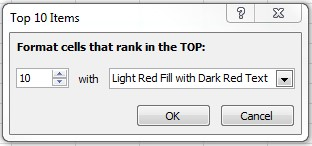 Top 10 Items
Format cells that rank in the TOP:
10 with Light Red Fill with Dark Red Text
OK Cancel